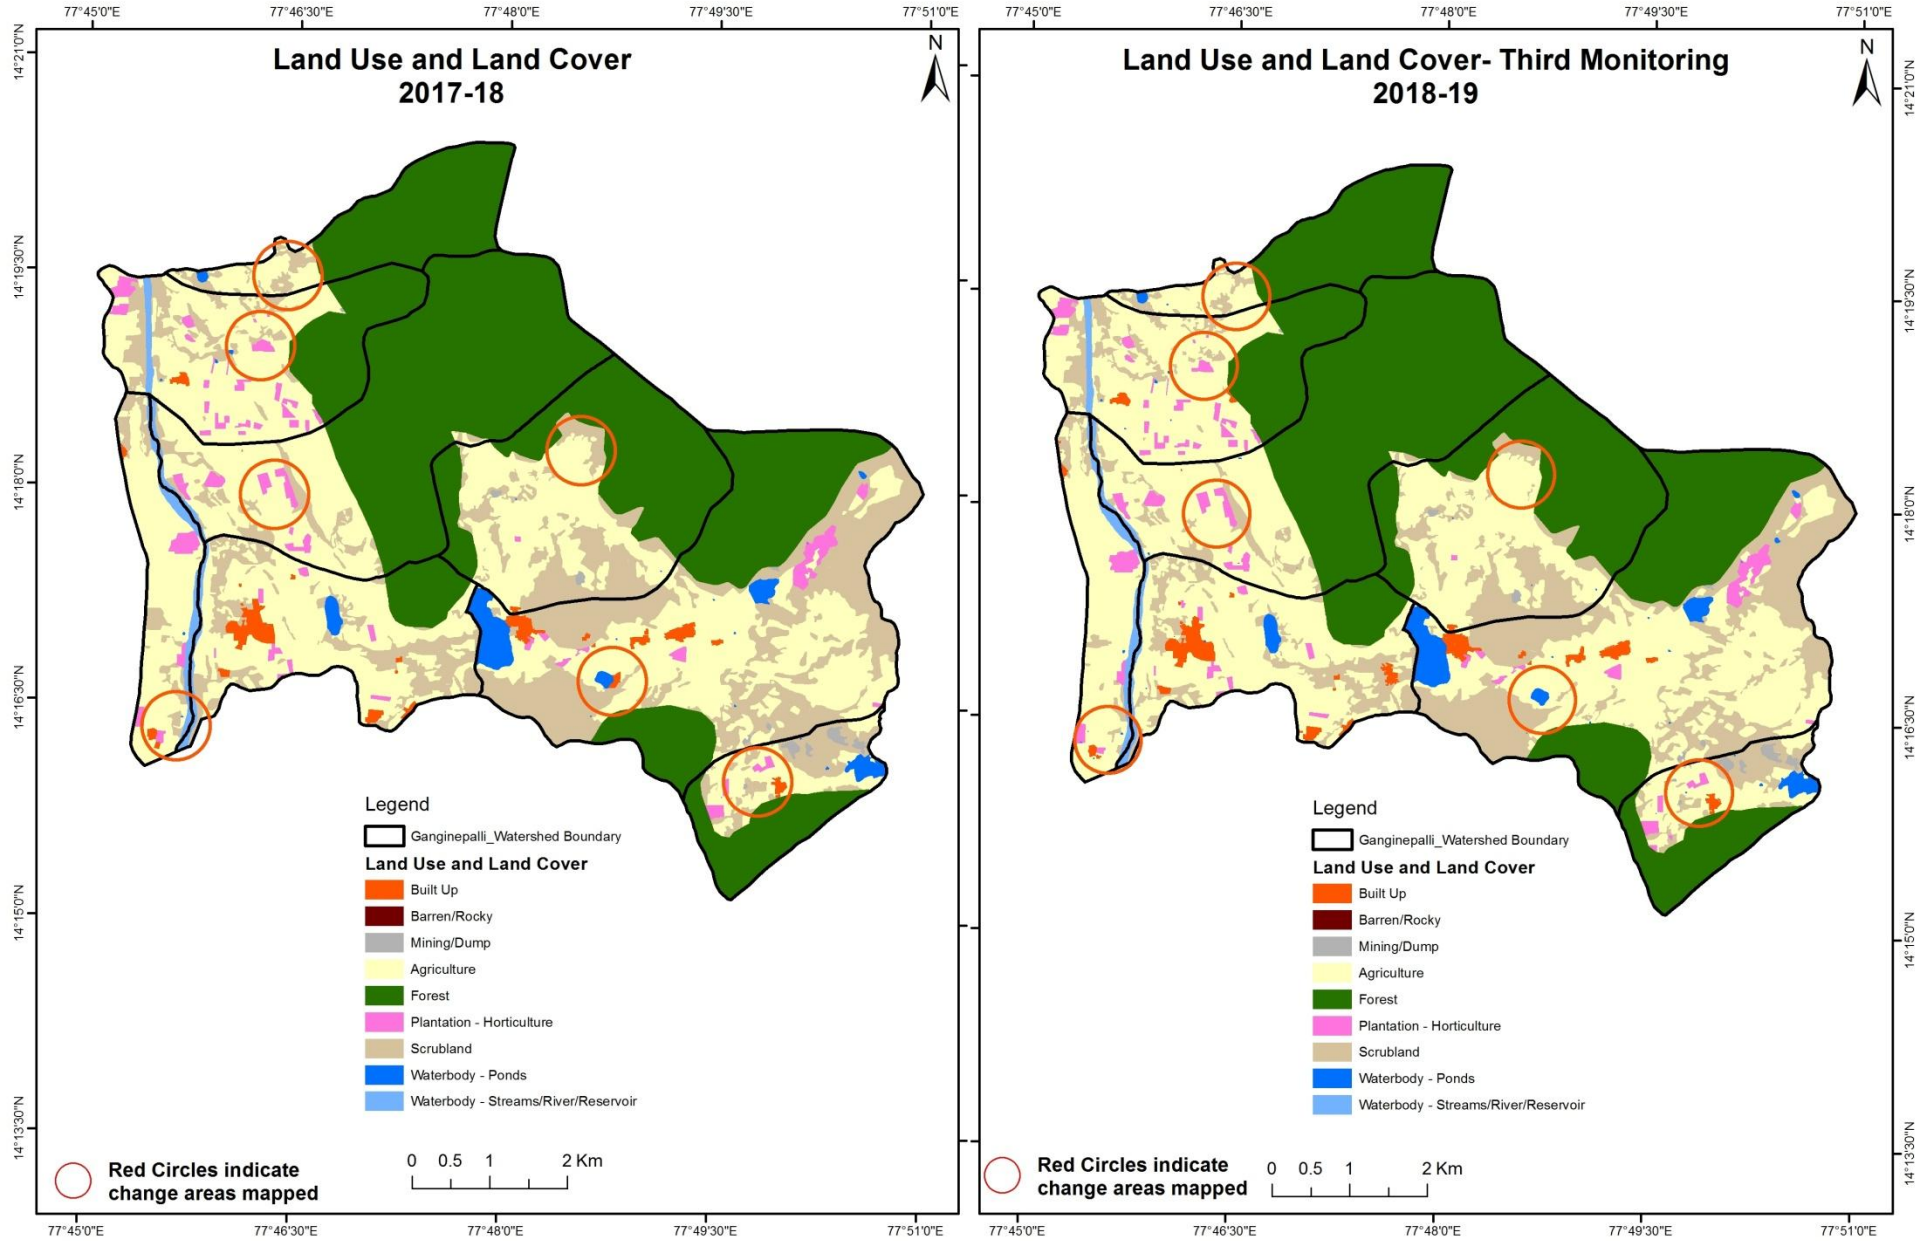 77°45'0"E 77°46'30"E 77°48'0"E 77°49'30"E 77°51'0"E
14°21'0"N
14°19'30"N
14°18'0"N
14°16'30"N
14°15'0"N
14°13'30"N
Land Use and Land Cover
2017-18
N
Legend
Ganginepalli_Watershed Boundary
Land Use and Land Cover
Built Up
Barren/Rocky
Mining/Dump
Agriculture
Forest
Plantation - Horticulture
Scrubland
Waterbody - Ponds
Waterbody - Streams/River/Reservoir
Red Circles indicate
change areas mapped
0 0.5 1 2 Km
77°45'0"E 77°46'30"E 77°48'0"E 77°49'30"E 77°51'0"E
77°45'0"E 77°46'30"E 77°48'0"E 77°49'30"E 77°51'0"E
Land Use and Land Cover- Third Monitoring
2018-19
N
14°21'0"N
14°19'30"N
14°18'0"N
14°16'30"N
14°15'0"N
14°13'30"N
Legend
Ganginepalli_Watershed Boundary
Land Use and Land Cover
Built Up
Barren/Rocky
Mining/Dump
Agriculture
Forest
Plantation - Horticulture
Scrubland
Waterbody - Ponds
Waterbody - Streams/River/Reservoir
Red Circles indicate
change areas mapped
0 0.5 1 2 Km
77°45'0"E 77°46'30"E 77°48'0"E 77°49'30"E 77°51'0"E